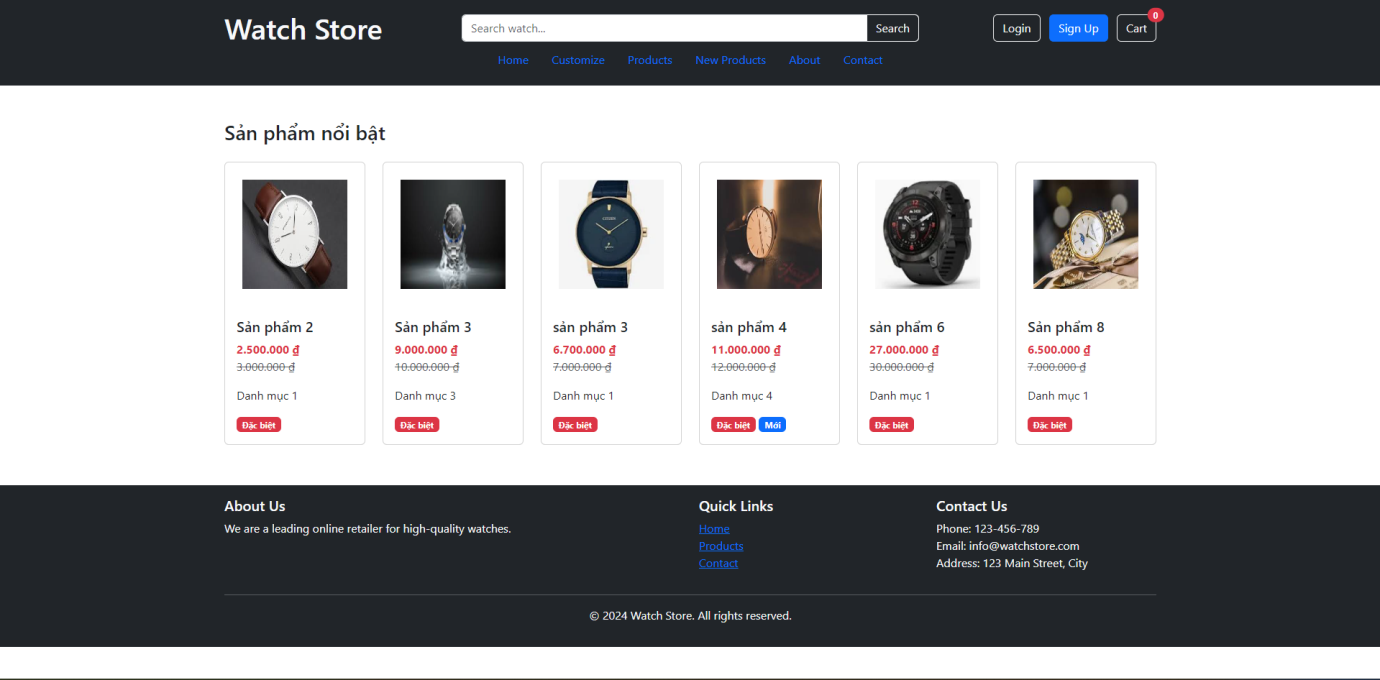 Watch Store
Search watch...
Search
Login
Sign Up
Cart
0
Home
Customize
Products
New Products
About
Contact
Sản phẩm nổi bật
Sản phẩm 2
2.500.000 ₫
3.000.000 ₫
Danh mục 1
Đặc biệt
Sản phẩm 3
9.000.000 ₫
10.000.000 ₫
Danh mục 3
Đặc biệt
CITIZEN
sản phẩm 3
6.700.000 ₫
7.000.000 ₫
Danh mục 1
Đặc biệt
sản phẩm 4
11.000.000 ₫
12.000.000 ₫
Danh mục 4
Đặc biệt Mới
sản phẩm 6
27.000.000 ₫
30.000.000 ₫
Danh mục 1
Đặc biệt
Sản phẩm 8
6.500.000 ₫
7.000.000 ₫
Danh mục 1
Đặc biệt
About Us
We are a leading online retailer for high-quality watches.
Quick Links
Home
Products
Contact
Contact Us
Phone: 123-456-789
Email: info@watchstore.com
Address: 123 Main Street, City
© 2024 Watch Store. All rights reserved.